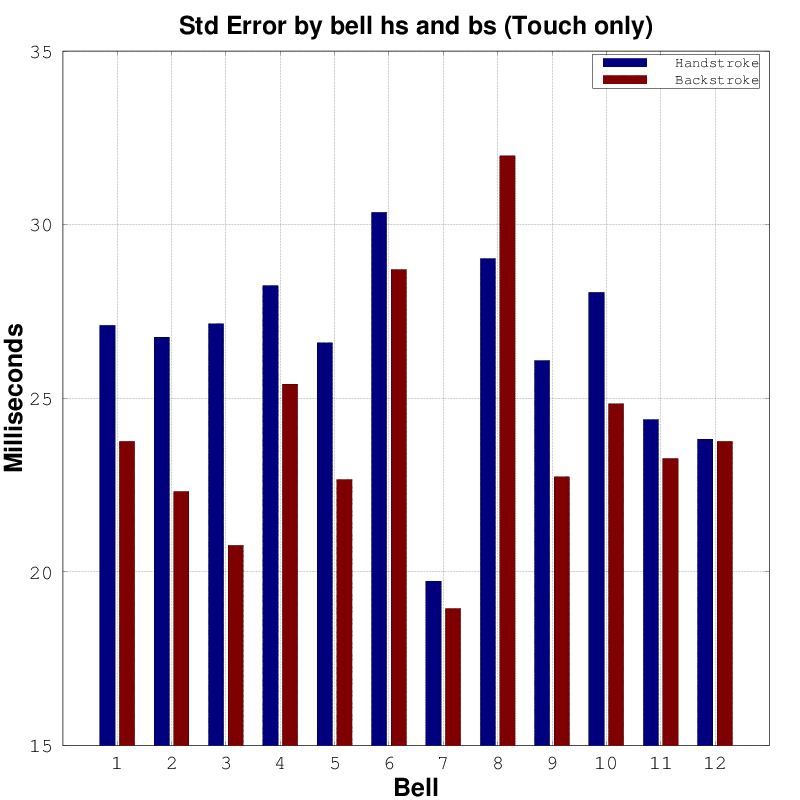 Std Error by bell hs and bs (Touch only)
35
Handstroke
Backstroke
30
25
20
15
Milliseconds
1 2 3 4 5 6 7 8 9 10 11 12
Bell